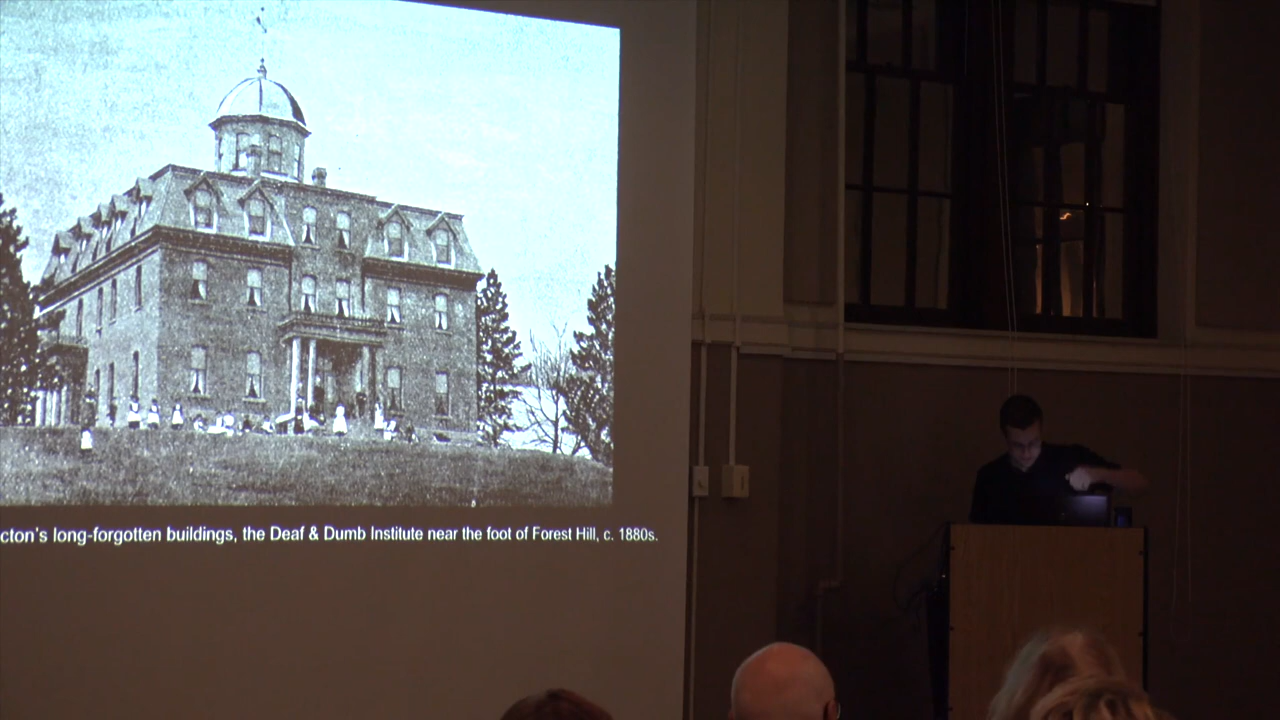 cton's long-forgotten buildings, the Deaf & Dumb Institute near the foot of Forest Hill, c. 1880s.